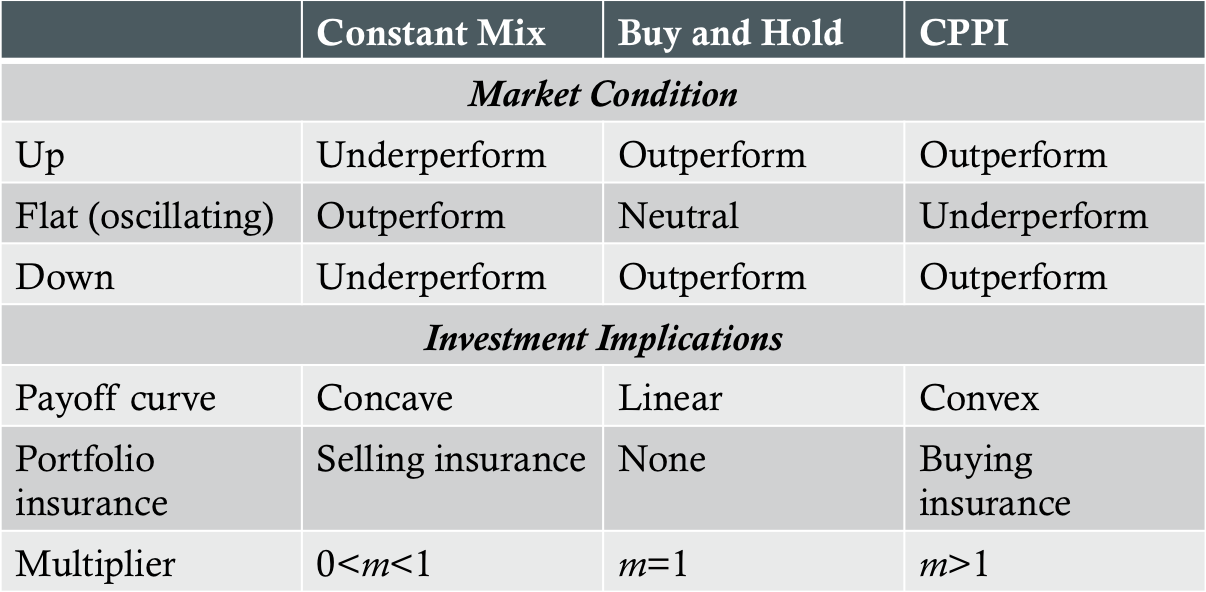 Constant Mix Buy and Hold CPPI
Market Condition
Up Underperform Outperform Outperform
Flat (oscillating) Outperform Neutral Underperform
Down Underperform Outperform Outperform
Investment Implications
Payoff curve Concave Linear Convex
Portfolio Selling insurance None Buying
insurance insurance
Multiplier 0<m<1 m=1 m>1